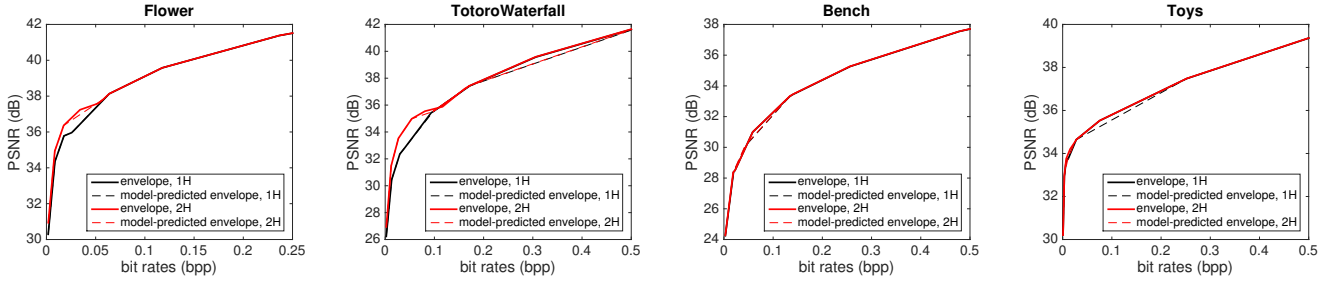 Flower
42
40
38
36
34
32
30
PSNR (dB)
envelope, 1H
model-predicted envelope, 1H
envelope, 2H
model-predicted envelope, 2H
0 0.05 0.1 0.15 0.2 0.25
bit rates (bpp)
TotoroWaterfall
42
40
38
36
34
32
30
28
26
PSNR (dB)
envelope, 1H
model-predicted envelope, 1H
envelope, 2H
model-predicted envelope, 2H
0 0.1 0.2 0.3 0.4 0.5
bit rates (bpp)
Bench
38
36
34
32
30
28
26
24
PSNR (dB)
envelope, 1H
model-predicted envelope, 1H
envelope, 2H
model-predicted envelope, 2H
0 0.1 0.2 0.3 0.4 0.5
bit rates (bpp)
Toys
40
38
36
34
32
30
PSNR (dB)
envelope, 1H
model-predicted envelope, 1H
envelope, 2H
model-predicted envelope, 2H
0 0.1 0.2 0.3 0.4 0.5
bit rates (bpp)